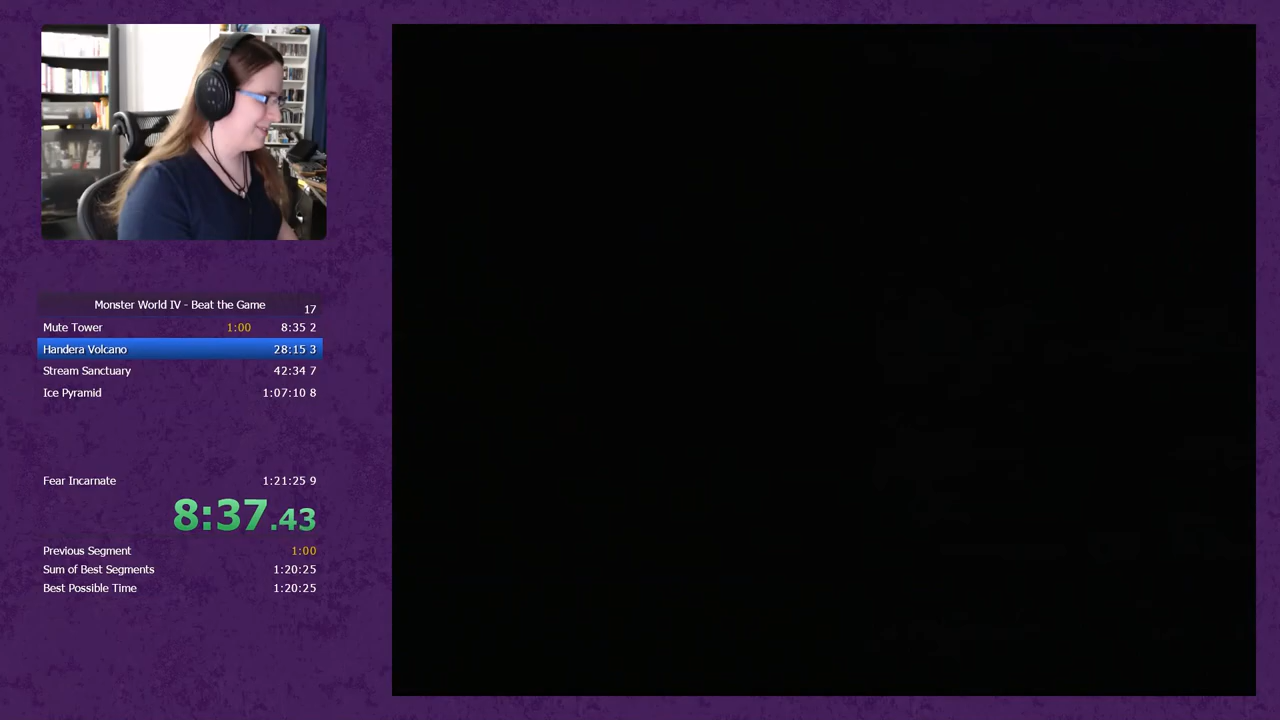 Monster World IV - Beat the Game 17
Mute Tower 1:00 8:35 2
Handera Volcano 28:15 3
Stream Sanctuary 42:34 7
Ice Pyramid 1:07:10 8
Fear Incarnate 1:21:25 9
8:37.43
Previous Segment 1:00
Sum of Best Segments 1:20:25
Best Possible Time 1:20:25